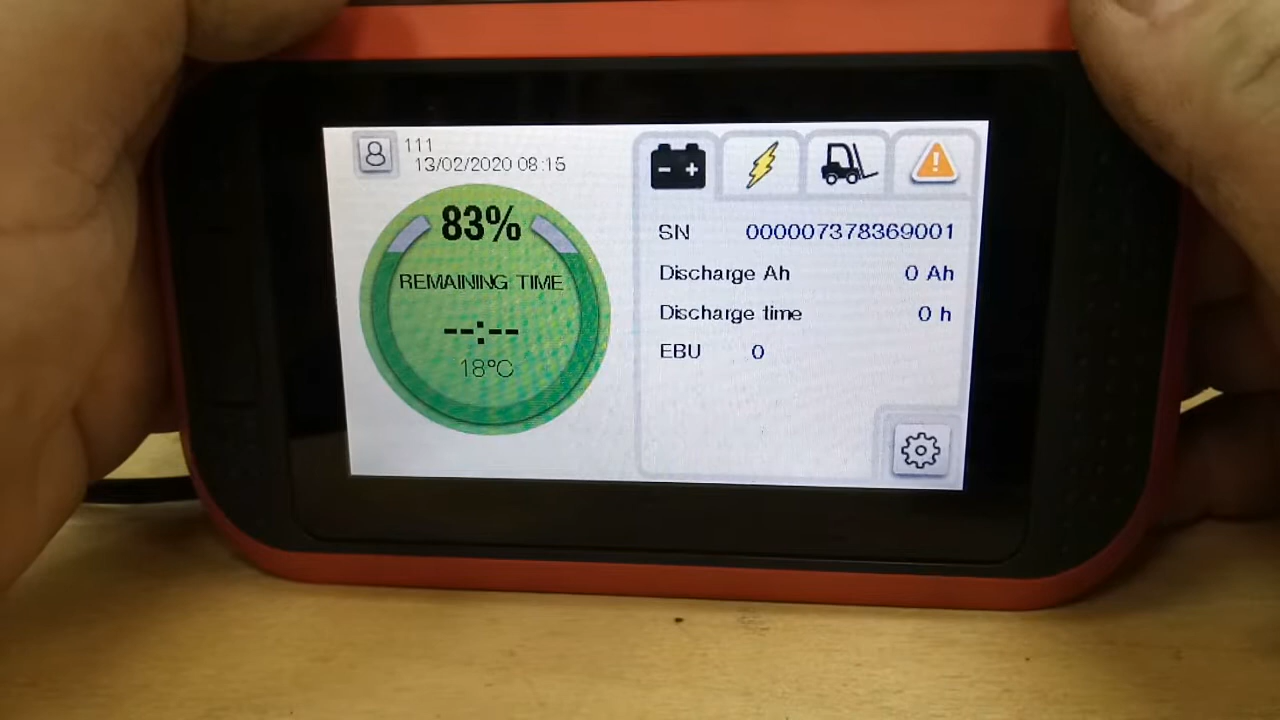 111
13/02/2020 08:15
83%
REMAINING TIME
--:--
18°C
SN 000007378369001
Discharge Ah 0 Ah
Discharge time 0 h
EBU 0